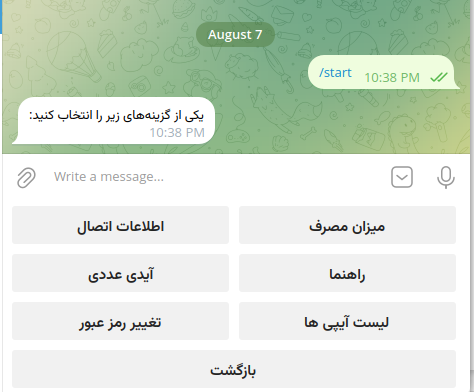 August 7
/start
10:38 PM
یکی از گزینه‌های زیر را انتخاب کنید:
10:38 PM
Write a message...
میزان مصرف
اطلاعات اتصال
راهنما
آیدی عددی
لیست آیپی ها
تغییر رمز عبور
بازگشت